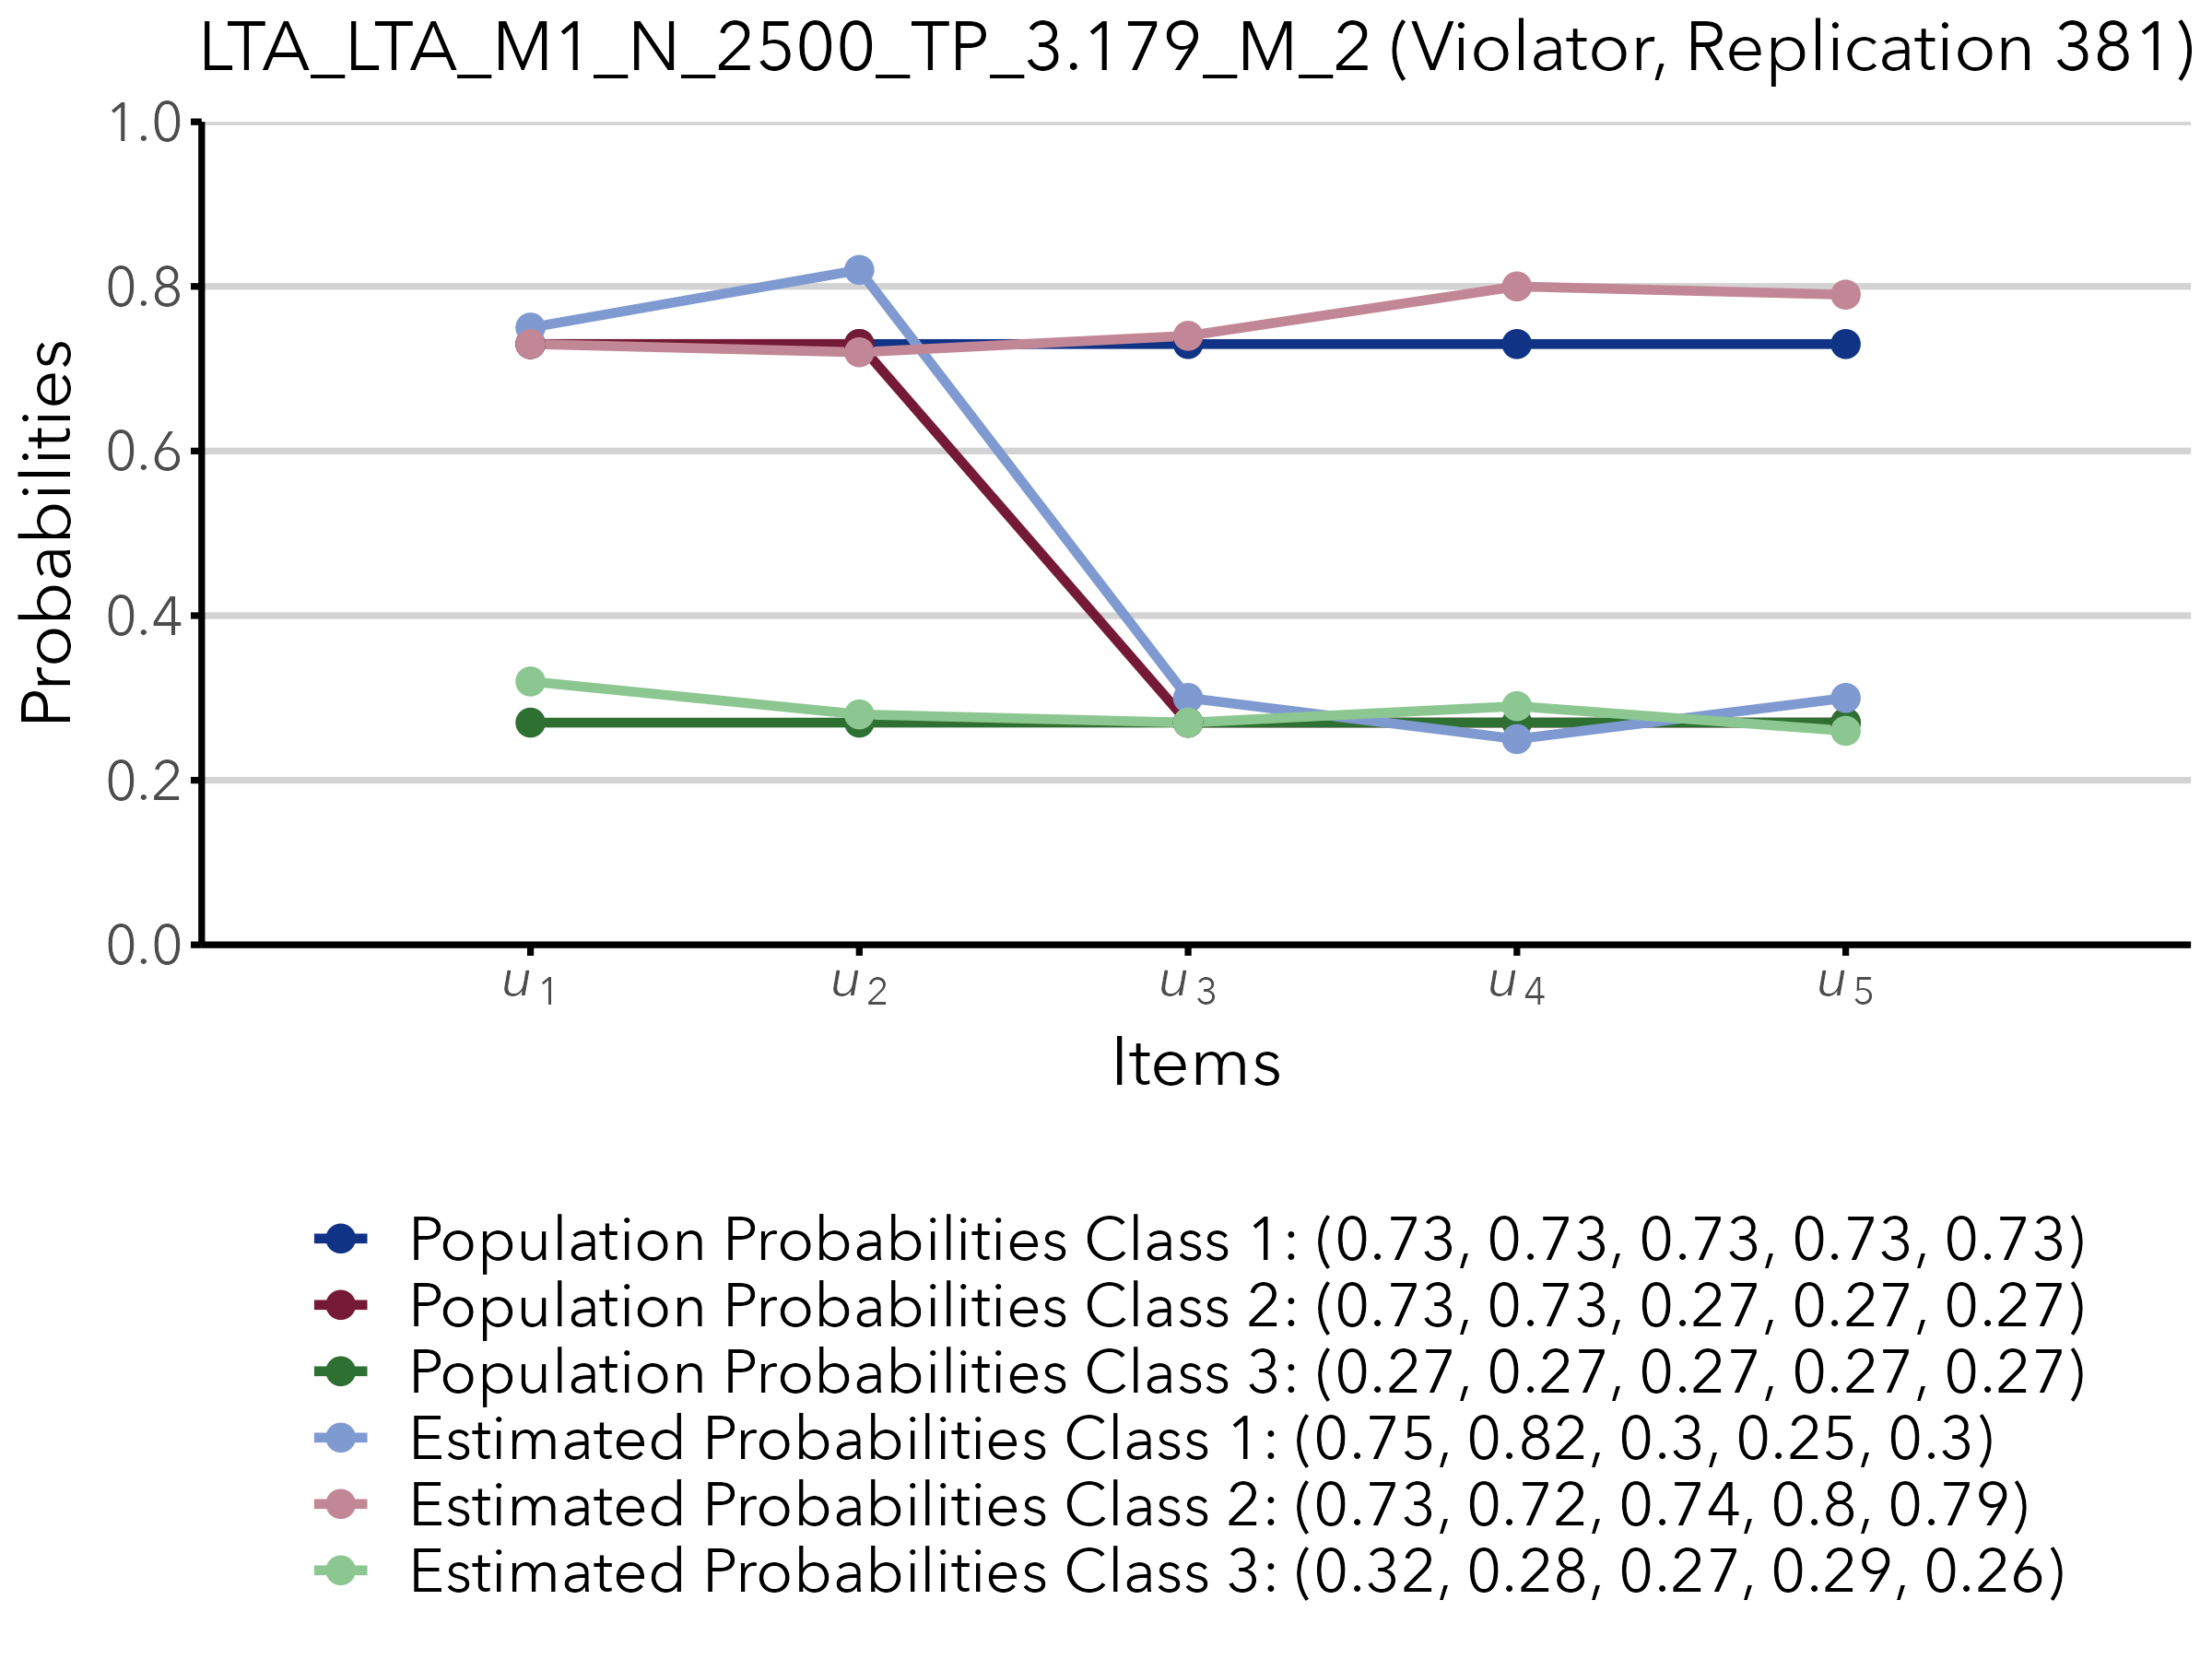 LTA_LTA_M1_N_2500_TP_3.179_M_2 (Violator, Replication 381)
1.0
0.8
0.6
0.4
0.2
0.0
Probabilities
u1 u2 u3 u4 u5
Items
Population Probabilities Class 1: (0.73, 0.73, 0.73, 0.73, 0.73)
Population Probabilities Class 2: (0.73, 0.73, 0.27, 0.27, 0.27)
Population Probabilities Class 3: (0.27, 0.27, 0.27, 0.27, 0.27)
Estimated Probabilities Class 1: (0.75, 0.82, 0.3, 0.25, 0.3)
Estimated Probabilities Class 2: (0.73, 0.72, 0.74, 0.8, 0.79)
Estimated Probabilities Class 3: (0.32, 0.28, 0.27, 0.29, 0.26)